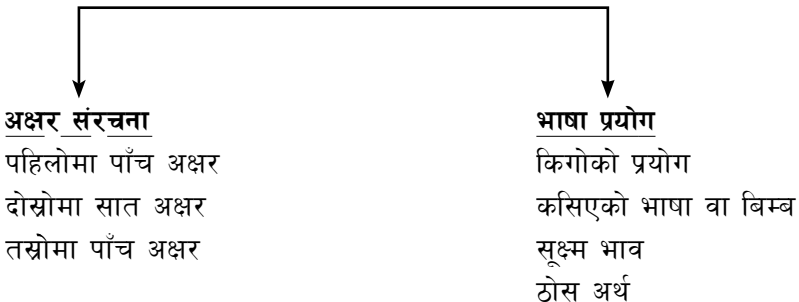 अक्षर संरचना
पहिलोमा पाँच अक्षर
दोस्रोमा सात अक्षर
तस्रोमा पाँच अक्षर
भाषा प्रयोग
किगोको प्रयोग
कसिएको भाषा वा बिम्ब
सूक्ष्म भाव
ठोस अर्थ